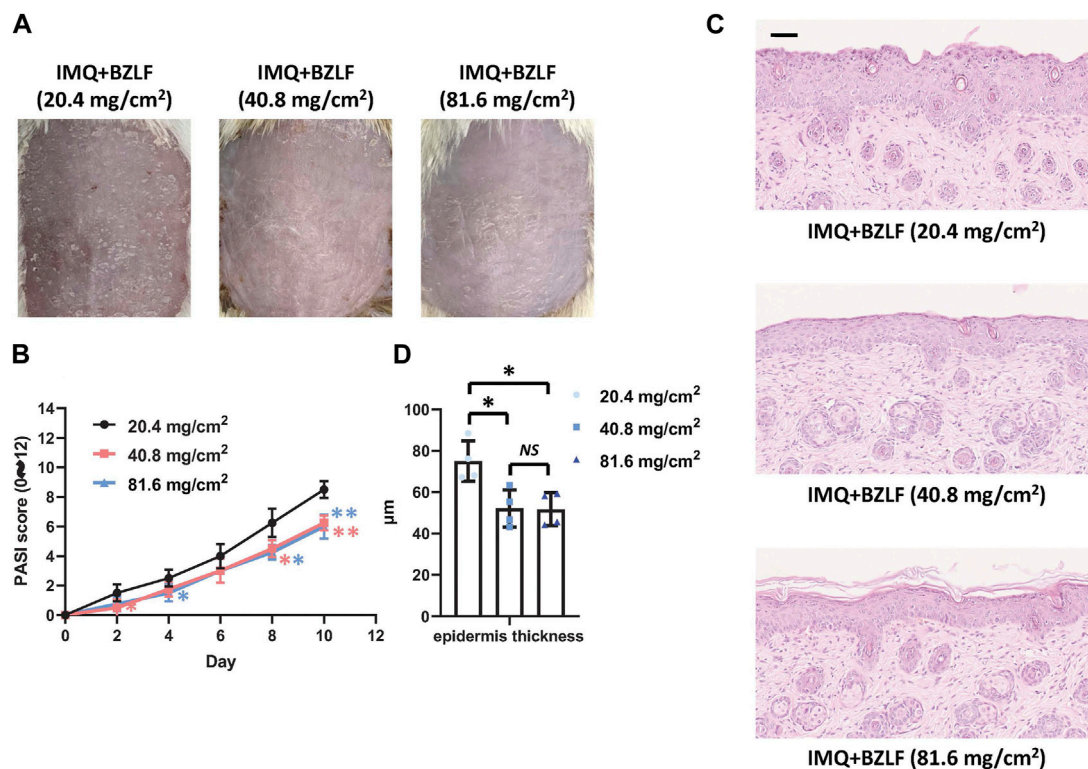 A
IMQ+BZLF
(20.4 mg/cm²)
IMQ+BZLF
(40.8 mg/cm²)
IMQ+BZLF
(81.6 mg/cm²)
B
PASI score (0~12)
14
12
10
8
6
4
2
0
20.4 mg/cm²
40.8 mg/cm²
81.6 mg/cm²
**
**
*
*
**
0
2
4
6
8
10
12
Day
C
IMQ+BZLF (20.4 mg/cm²)
IMQ+BZLF (40.8 mg/cm²)
IMQ+BZLF (81.6 mg/cm²)
D
*
*
NS
µm
100
80
60
40
20
0
epidermis thickness
20.4 mg/cm²
40.8 mg/cm²
81.6 mg/cm²